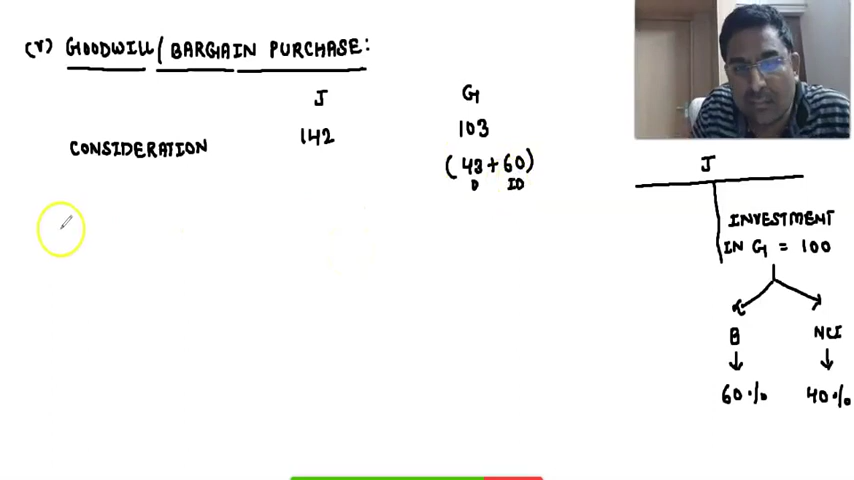 (V) GOODWILL / BARGAIN PURCHASE:
J G
CONSIDERATION 142 103
(43+60)
D ID
J
INVESTMENT
IN G = 100
B NCI
60% 40%